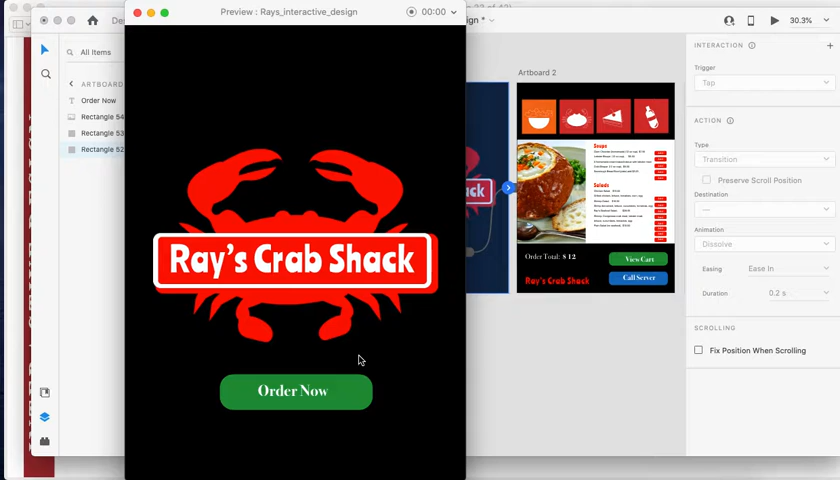 Preview : Rays_interactive_design
00:00
ign *
30.3%
De
All Items
ARTBOARD
Order Now
Rectangle 54
Rectangle 53
Rectangle 52
Ray's Crab Shack
Order Now
ack
Artboard 2
Soups
Salads
Order Total: $ 12
View Cart
Ray's Crab Shack
Call Server
INTERACTION
Trigger
Tap
ACTION
Type
Transition
Preserve Scroll Position
Destination
Animation
Dissolve
Easing
Ease In
Duration
0.2 s
SCROLLING
Fix Position When Scrolling